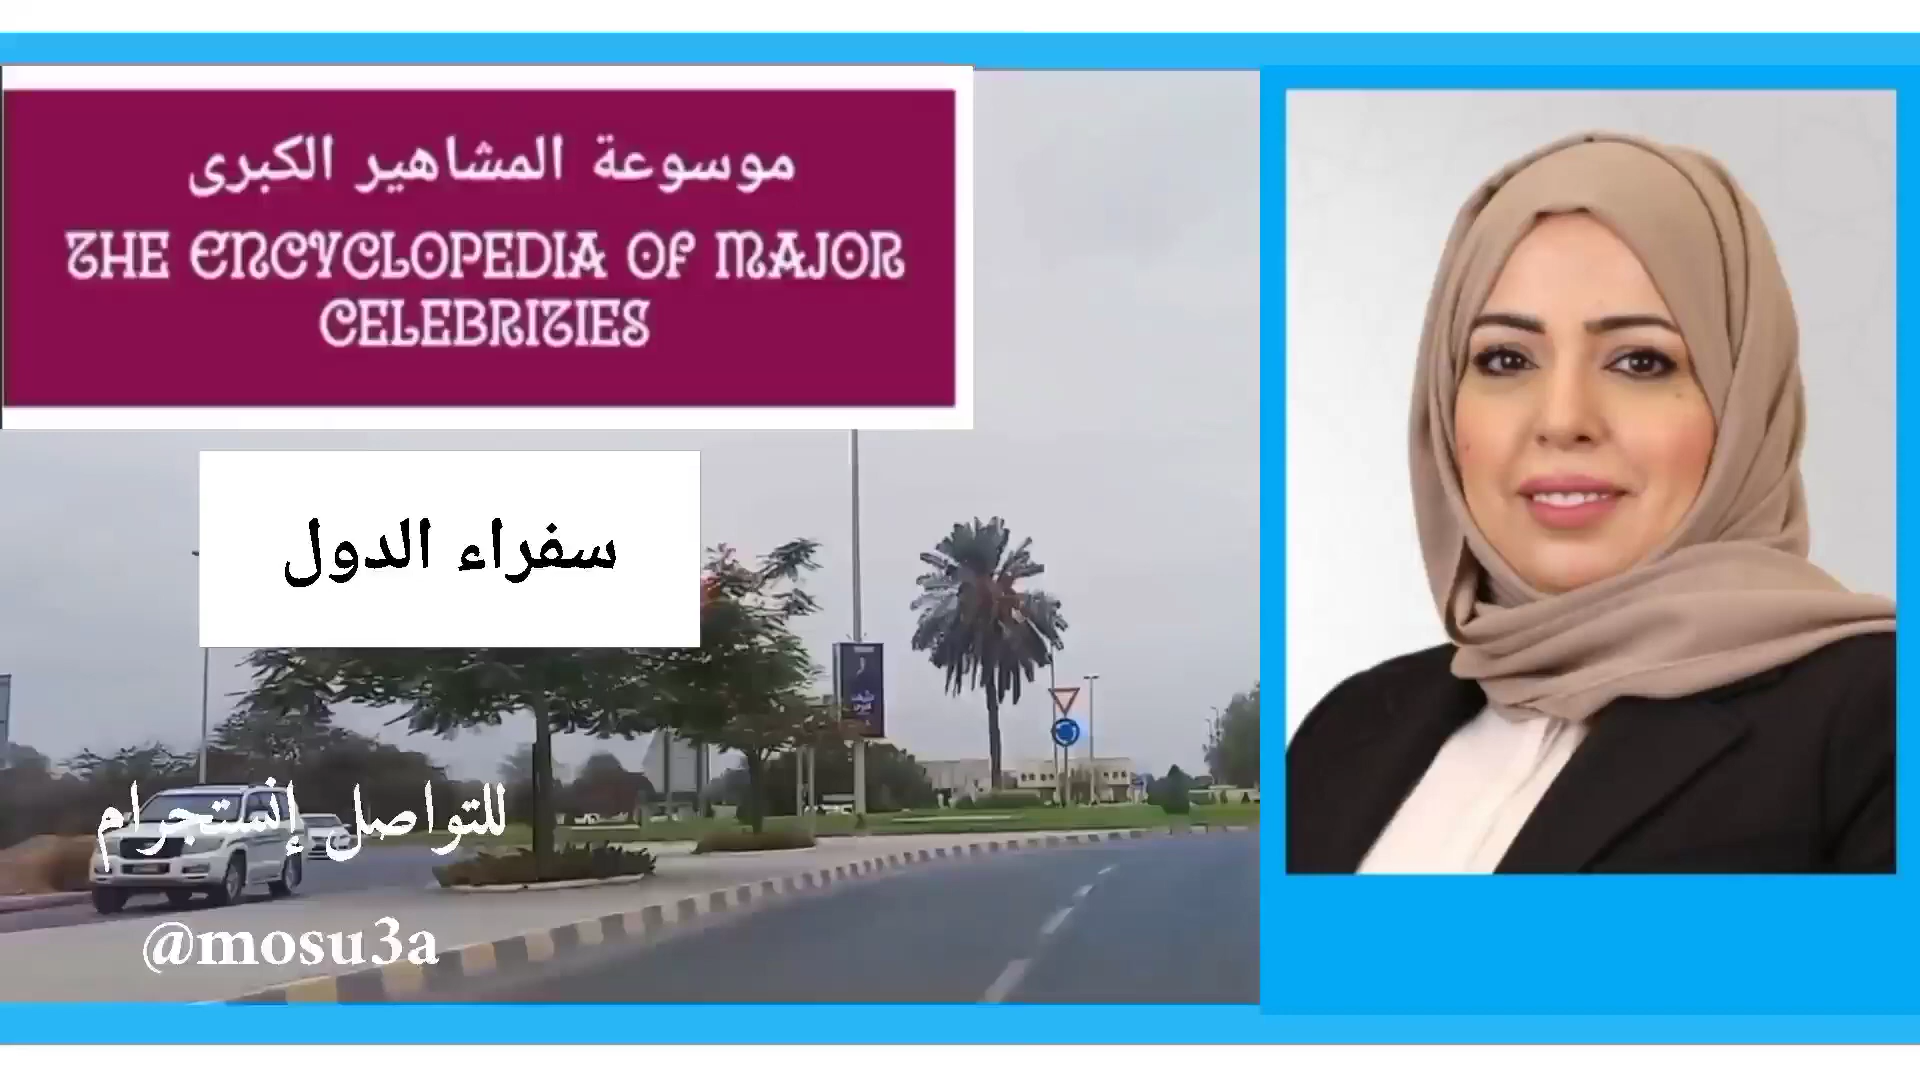 موسوعة المشاهير الكبرى
THE ENCYCLOPEDIA OF MAJOR
CELEBRITIES
سفراء الدول
للتواصل إنستجرام
@mosu3a